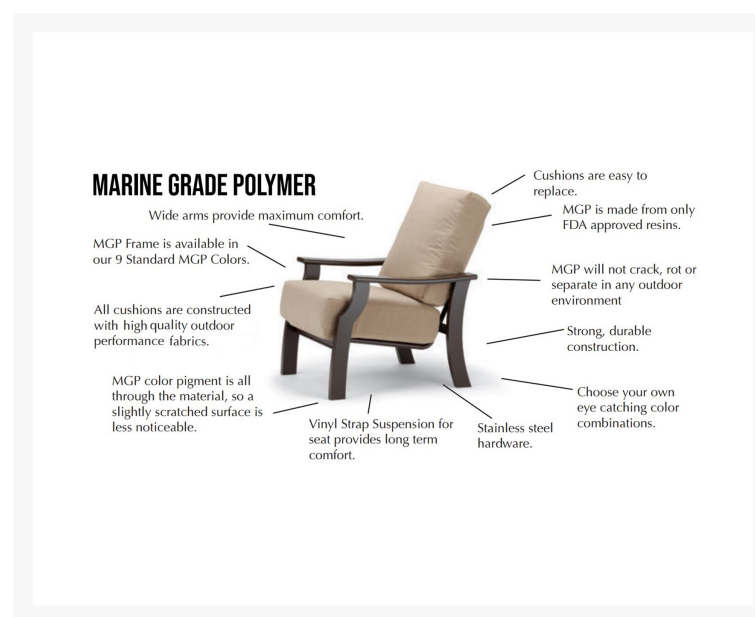 MARINE GRADE POLYMER
Wide arms provide maximum comfort.
MGP Frame is available in
our 9 Standard MGP Colors.
All cushions are constructed
with high quality outdoor
performance fabrics.
MGP color pigment is all
through the material, so a
slightly scratched surface is
less noticeable.
Vinyl Strap Suspension for
seat provides long term
comfort.
Stainless steel
hardware.
Cushions are easy to
replace.
MGP is made from only
FDA approved resins.
MGP will not crack, rot or
separate in any outdoor
environment
Strong, durable
construction.
Choose your own
eye catching color
combinations.